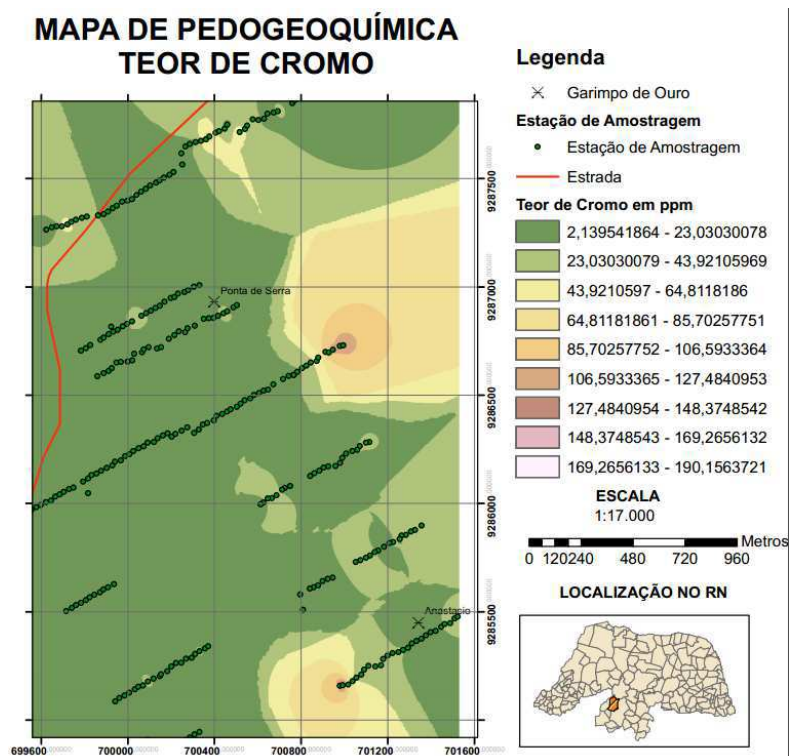 MAPA DE PEDOGEOQUÍMICA
TEOR DE CROMO
Legenda
Garimpo de Ouro
Estação de Amostragem
Estação de Amostragem
Estrada
Teor de Cromo em ppm
2,139541864 - 23,03030078
23,03030079 - 43,92105969
43,9210597 - 64,8118186
64,81181861 - 85,70257751
85,70257752 - 106,5933364
106,5933365 - 127,4840953
127,4840954 - 148,3748542
148,3748543 - 169,2656132
169,2656133 - 190,1563721
ESCALA
1:17.000
Metros
0 120 240 480 720 960
LOCALIZAÇÃO NO RN
Ponta de Serra
Anastacio
9287500
9287000
9286500
9286000
9285500
699600 700000 700400 700800 701200 701600